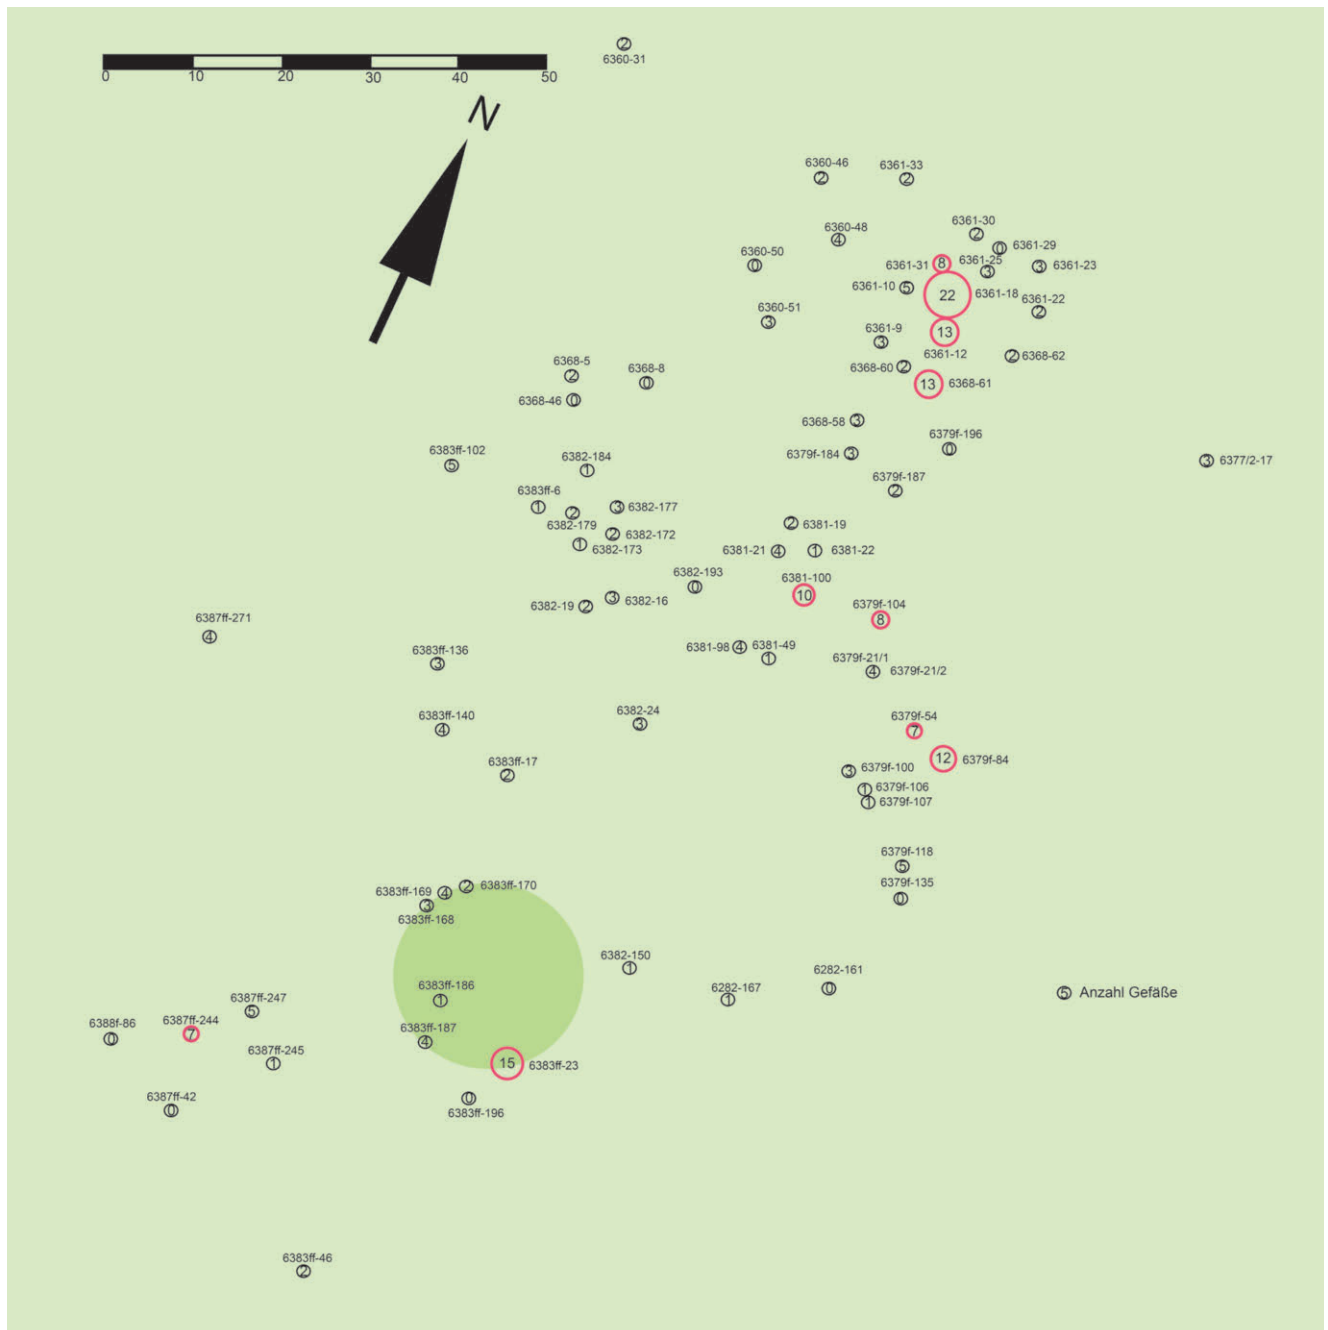 2
6360-31
0 10 20 30 40 50
N
6360-46
2
6361-33
2
6361-30
2
6360-48
4
0 6361-29
6360-50
0
6361-31 8
6361-25
3
3 6361-23
6361-10 5
22 6361-18
6361-22
2
6360-51
3
6361-9
3
13
6361-12
2 6368-62
6368-60 2
13 6368-61
6368-5
2
6368-8
0
6368-46 0
6368-58 3
6379f-196
0
6379f-184 3
3 6377/2-17
6383ff-102
5
6382-184
1
6379f-187
2
6383ff-6
1
2
6382-179
3 6382-177
2 6382-172
1
6382-173
2 6381-19
6381-21 4
1 6381-22
6382-193
0
6381-100
10
6382-19 2
3 6382-16
6379f-104
8
6387ff-271
4
6383ff-136
3
6381-98 4
6381-49
1
6379f-21/1
4 6379f-21/2
6383ff-140
4
6382-24
3
6379f-54
7
12 6379f-84
6383ff-17
2
3 6379f-100
1 6379f-106
1 6379f-107
6379f-118
5
6379f-135
0
6383ff-169 4
2 6383ff-170
3
6383ff-168
6382-150
1
6282-161
0
6282-167
1
5 Anzahl Gefäße
6383ff-186
1
6387ff-247
5
6388f-86
0
6387ff-244
7
6383ff-187
4
6387ff-245
1
15 6383ff-23
6387ff-42
0
0
6383ff-196
6383ff-46
2